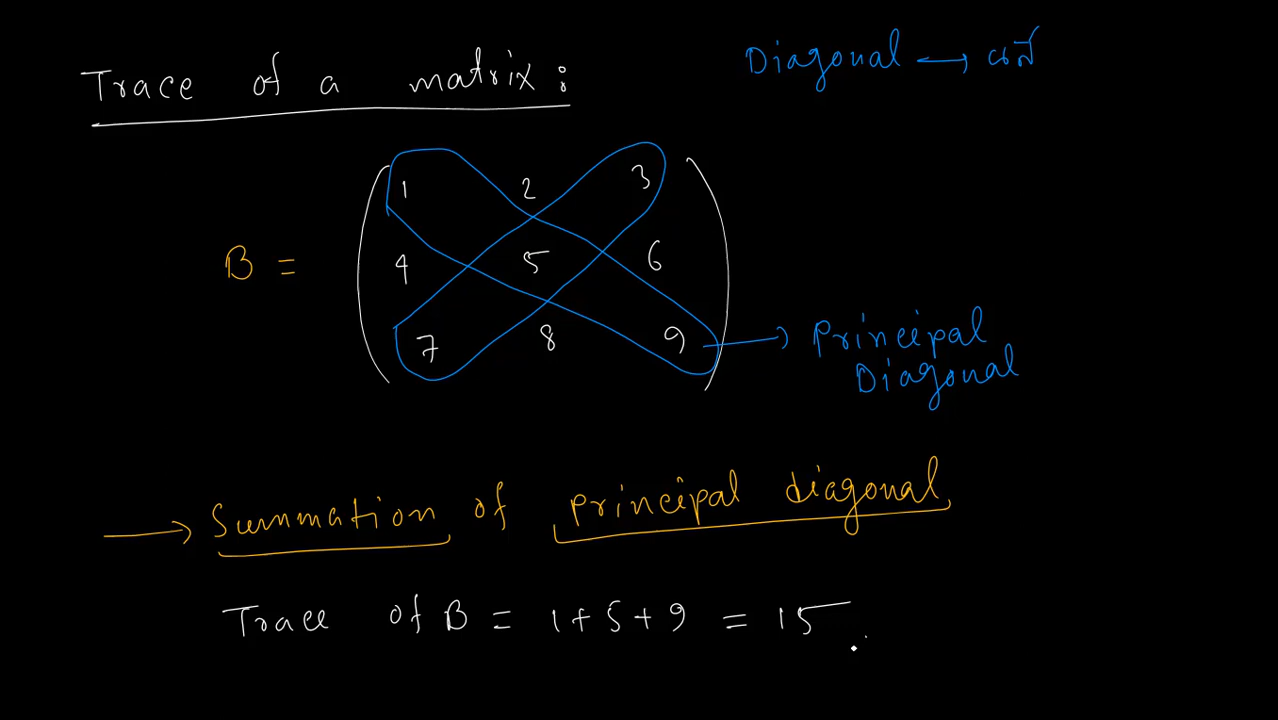 Trace of a matrix:
Diagonal → কর্ণ
B =
1 2 3
4 5 6
7 8 9
→ Principal
Diagonal
→ Summation of principal diagonal
Trace of B = 1+5+9 = 15